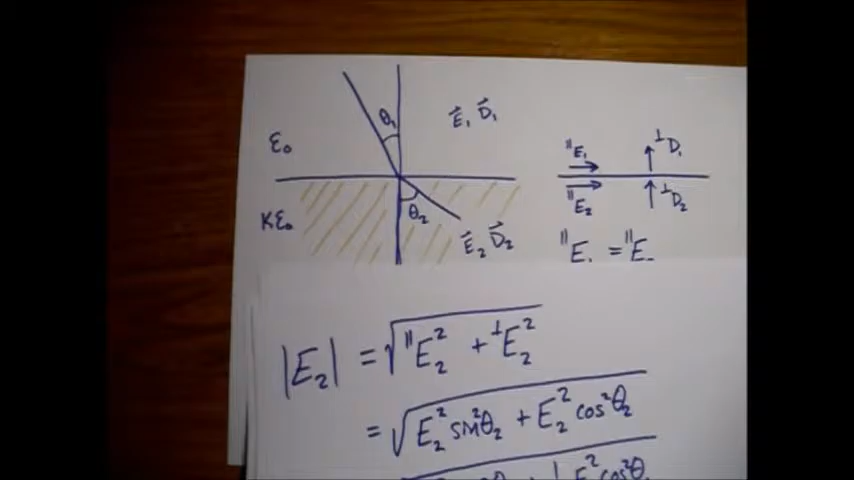 θ₁
E⃗₁ D⃗₁
ε₀
Kε₀
θ₂
E⃗₂ D⃗₂
∥E₁
⊥D₁
∥E₂
⊥D₂
∥E₁ = ∥E₂
|E₂| = √(∥E₂² + ⊥E₂²)
= √(E₂² sin²θ₂ + E₂² cos²θ₂)